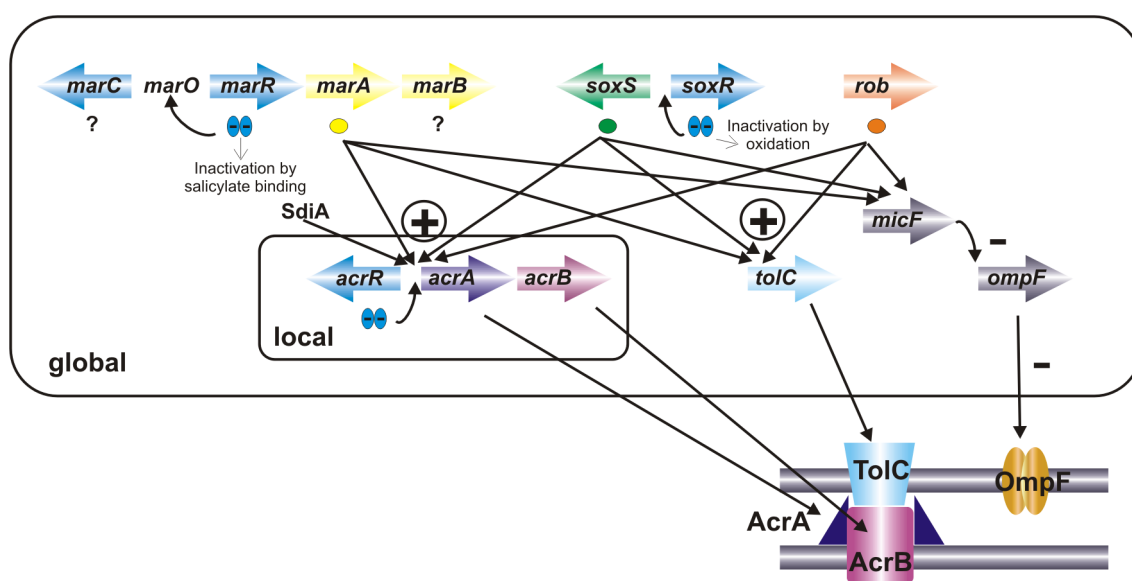 marC marO marR marA marB soxS soxR rob
? ?
- - - -
Inactivation by
oxidation
Inactivation by
salicylate binding
SdiA
+ +
micF
-
acrR acrA acrB tolC ompF
- -
local
global
-
TolC
OmpF
AcrA
AcrB